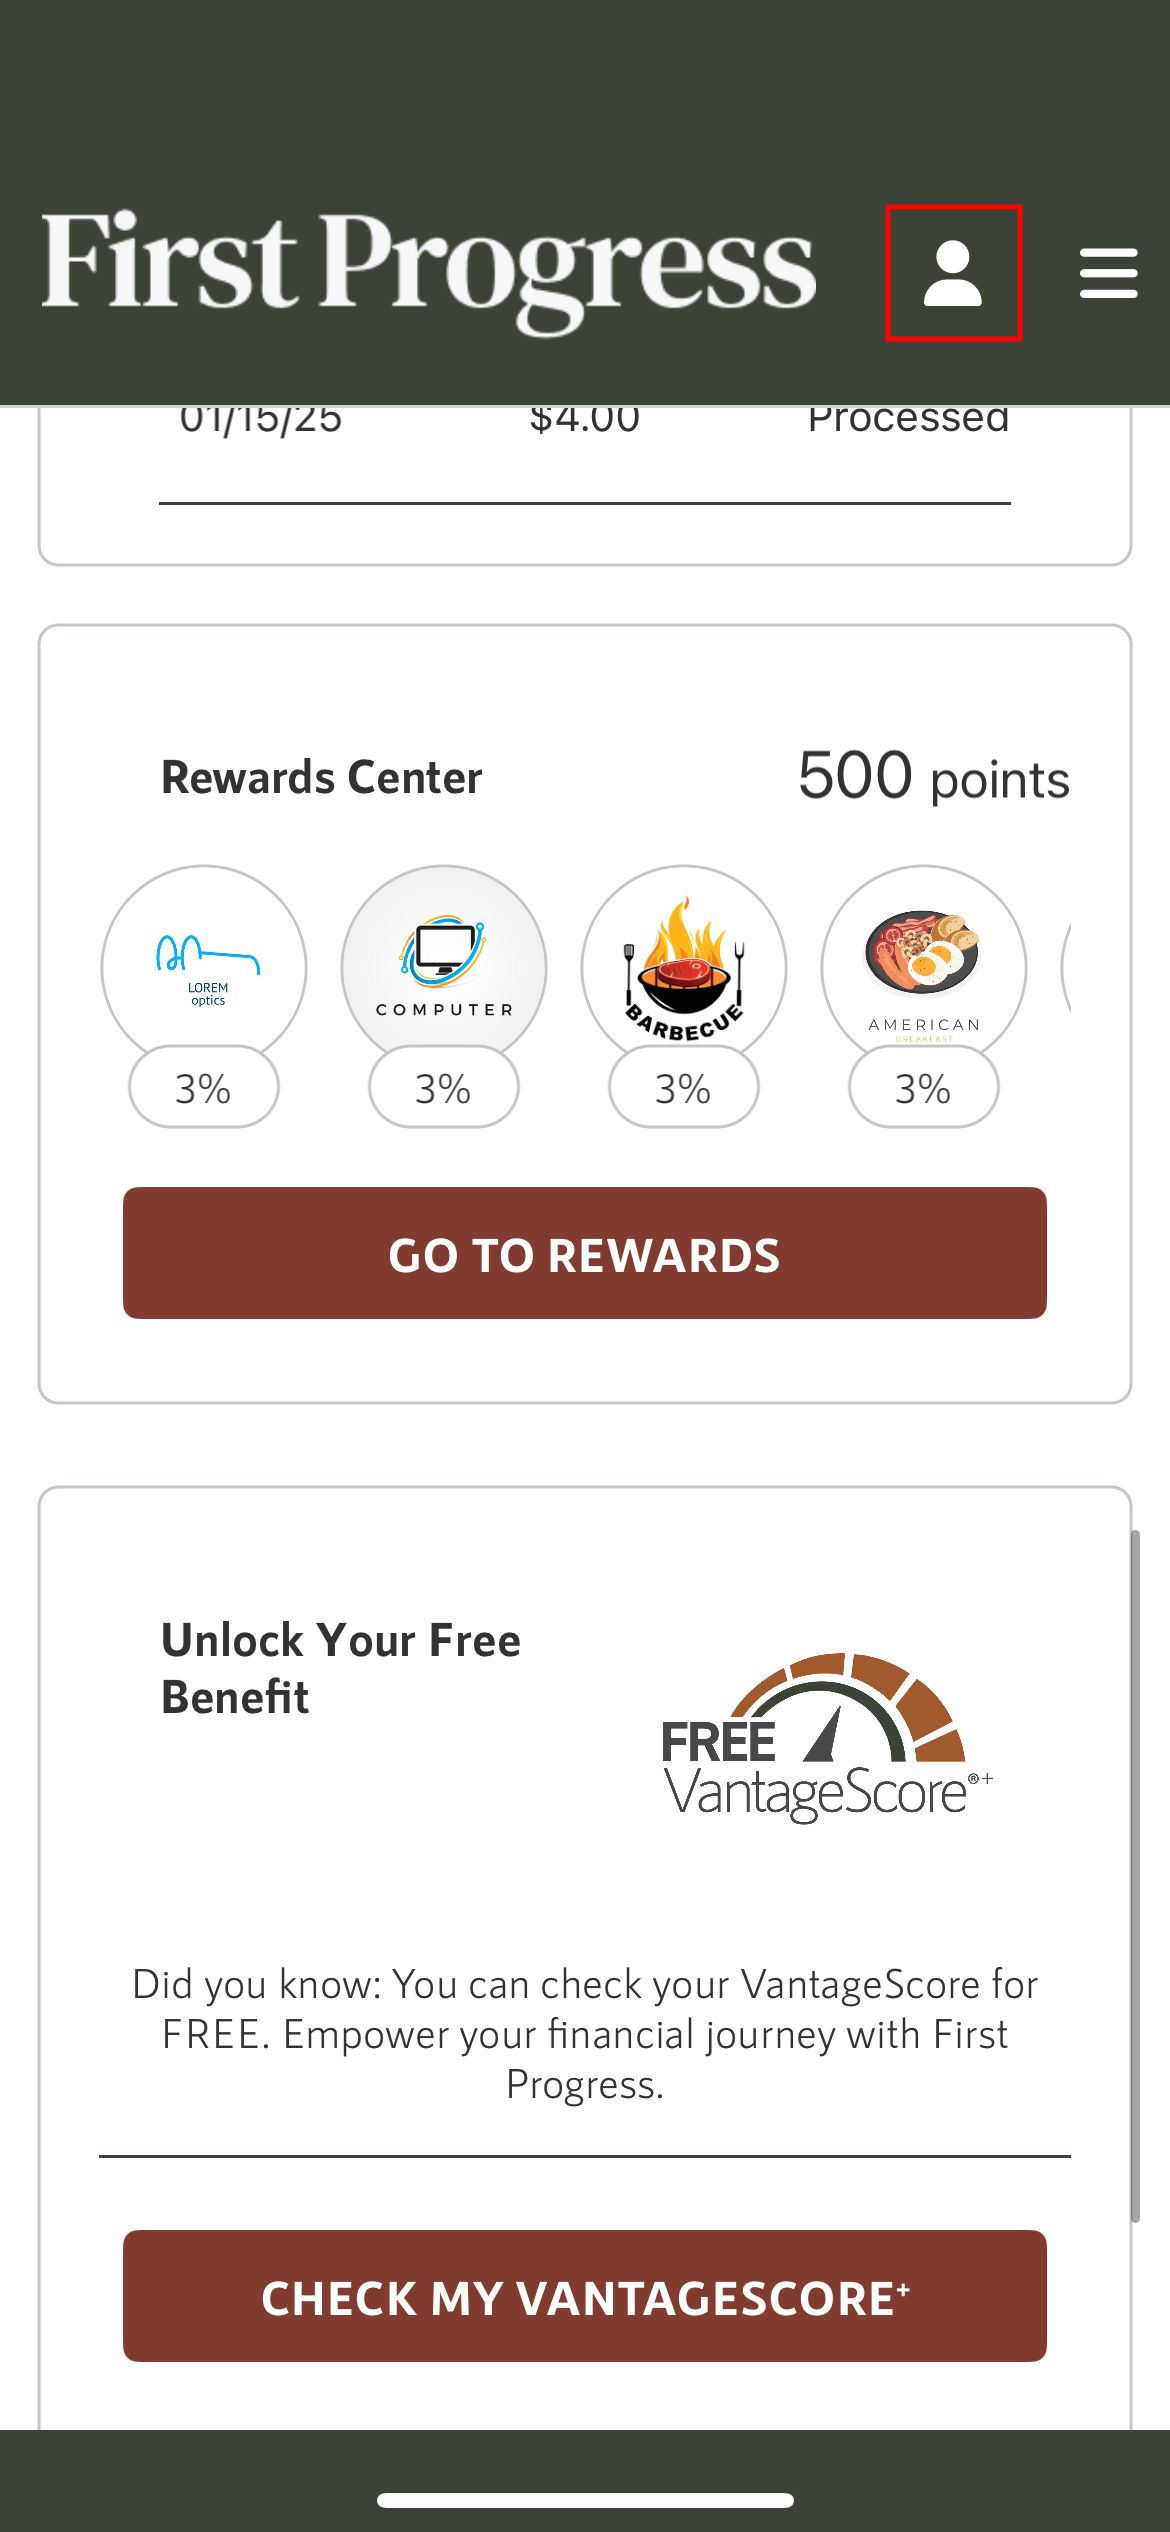 First Progress
01/15/25 $4.00 Processed
Rewards Center 500 points
LOREM
optics
COMPUTER
BARBECUE
AMERICAN
BREAKFAST
3% 3% 3% 3%
GO TO REWARDS
Unlock Your Free
Benefit
FREE
VantageScore®+
Did you know: You can check your VantageScore for
FREE. Empower your financial journey with First
Progress.
CHECK MY VANTAGESCORE⁺